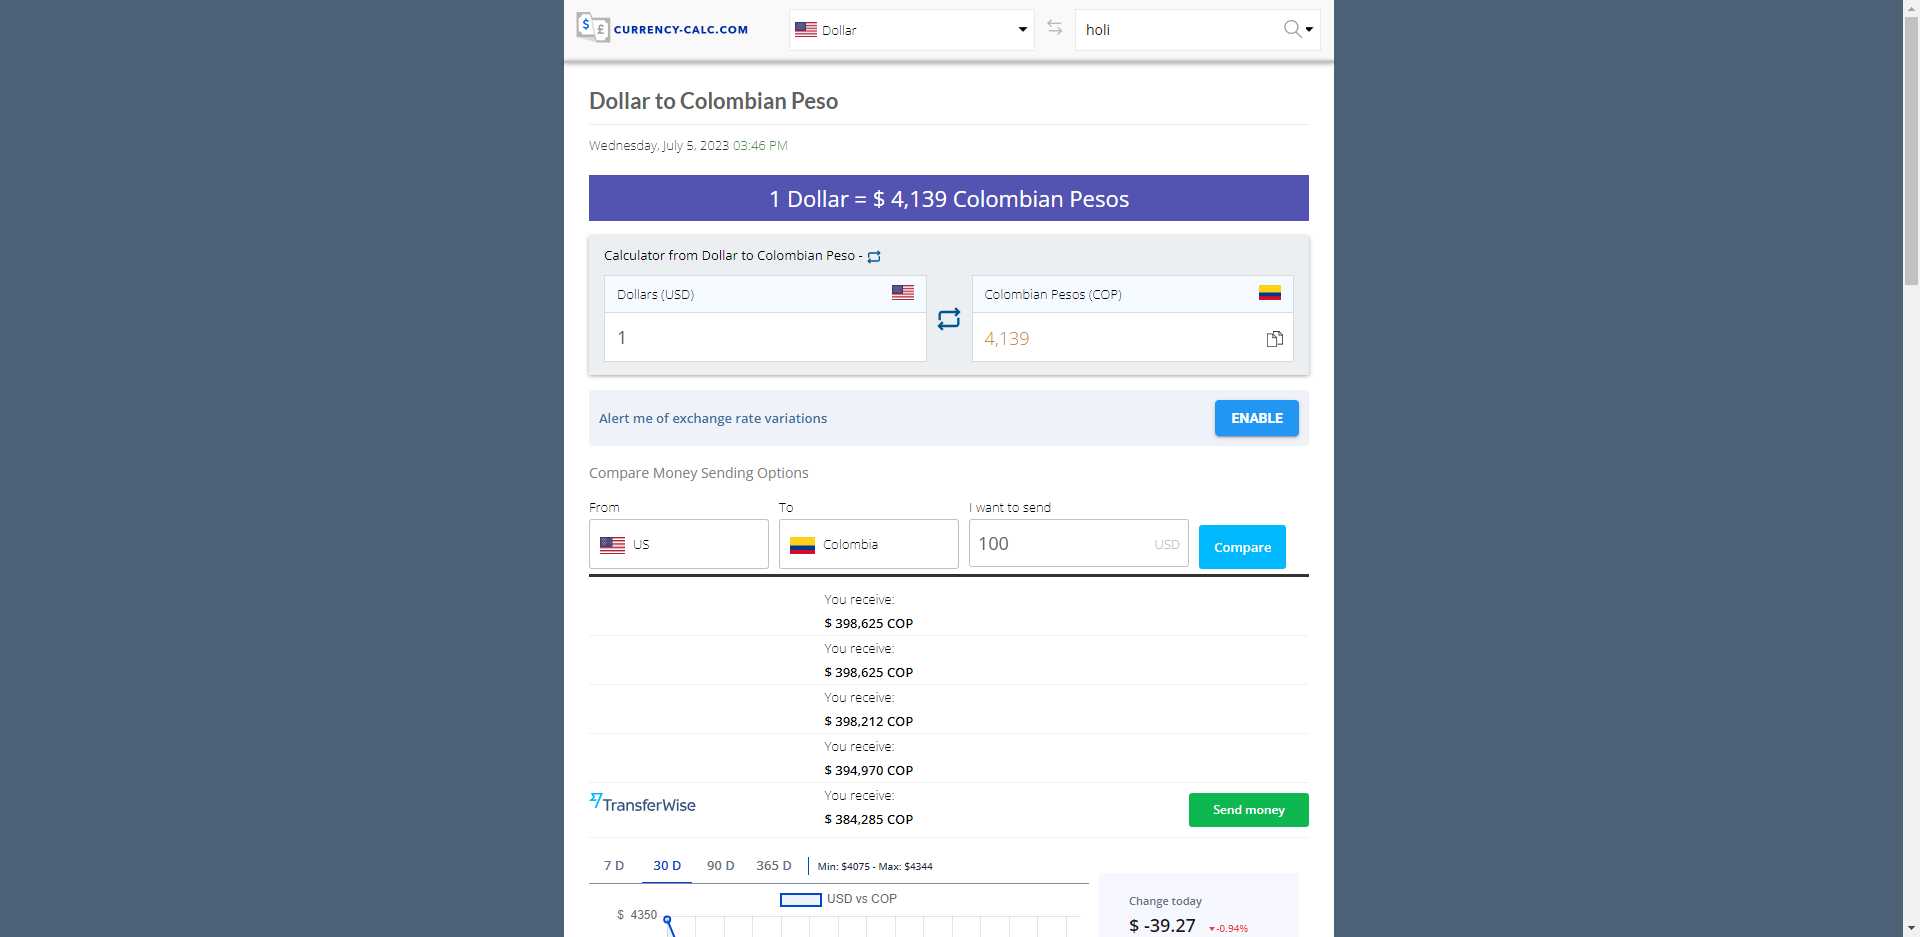 CURRENCY-CALC.COM
Dollar
holi
Dollar to Colombian Peso
Wednesday, July 5, 2023 03:46 PM
1 Dollar = $ 4,139 Colombian Pesos
Calculator from Dollar to Colombian Peso -
Dollars (USD)
Colombian Pesos (COP)
1
4,139
Alert me of exchange rate variations
ENABLE
Compare Money Sending Options
From
To
I want to send
US
Colombia
100
USD
Compare
You receive:
$ 398,625 COP
You receive:
$ 398,625 COP
You receive:
$ 398,212 COP
You receive:
$ 394,970 COP
TransferWise
You receive:
$ 384,285 COP
Send money
7 D
30 D
90 D
365 D
Min: $4075 - Max: $4344
USD vs COP
$ 4350
Change today
$ -39.27
-0.94%